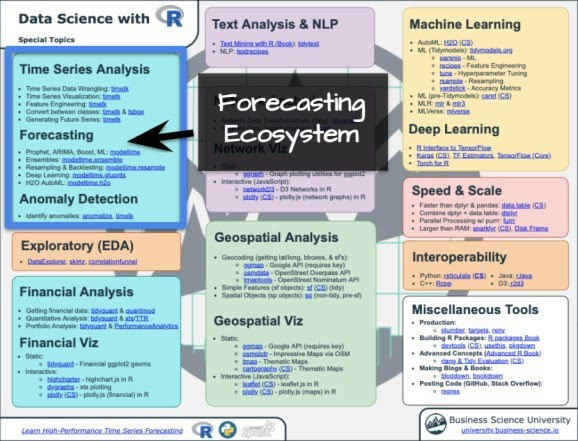 Data Science with R
Special Topics
Time Series Analysis
Time Series Data Wrangling: timetk
Time Series Visualization: timetk
Feature Engineering: timetk
Convert between classes: timetk & tsbox
Generating Future Series: timetk
Forecasting
Prophet, ARIMA, Boost, ML: modeltime
Ensembles: modeltime.ensemble
Resampling & Backtesting: modeltime.resample
Deep Learning: modeltime.gluonts
H2O AutoML: modeltime.h2o
Anomaly Detection
Identify anomalies: anomalize, timetk
Exploratory (EDA)
DataExplorer, skimr, correlationfunnel
Financial Analysis
Getting financial data: tidyquant & quantmod
Quantitative Analysis: tidyquant & xts/TTR
Portfolio Analysis: tidyquant & PerformanceAnalytics
Financial Viz
Static:
tidyquant - Financial ggplot2 geoms
Interactive:
highcharter - highchart.js in R
dygraphs - xts plotting
plotly (CS) - plotly.js (financial) in R
Text Analysis & NLP
Text Mining with R (Book): tidytext
NLP: textrecipes
Forecasting
Ecosystem
Network Viz
Static:
ggraph - Graph plotting utilities for ggplot2
Interactive (JavaScript):
networkD3 - D3 Networks in R
plotly (CS) - plotly.js (network graphs) in R
Geospatial Analysis
Geocoding (getting lat/long, bboxes, & sf's):
ggmap - Google API (requires key)
osmdata - OpenStreet Overpass API
tmaptools - OpenStreet Nominatum API
Simple Features (sf objects): sf (CS) (tidy)
Spatial Objects (sp objects): sp (non-tidy, pre-sf)
Geospatial Viz
Static:
ggmap - Google API (requires key)
osmplotr - Impressive Maps via OSM
tmap - Thematic Maps
cartography (CS) - Thematic Maps
Interactive (JavaScript):
leaflet (CS) - leaflet.js in R
plotly (CS) - plotly.js (maps) in R
Machine Learning
AutoML: H2O (CS)
ML (Tidymodels): tidymodels.org
parsnip - ML
recipes - Feature Engineering
tune - Hyperparameter Tuning
rsample - Resampling
yardstick - Accuracy Metrics
ML (pre-Tidymodels): caret (CS)
MLR: mlr & mlr3
MLVerse: mlverse
Deep Learning
R Interface to TensorFlow
Keras (CS), TF Estimators, TensorFlow (Core)
Torch for R
Speed & Scale
Faster than dplyr & pandas: data.table (CS)
Combine dplyr + data.table: dtplyr
Parallel Processing w/ purrr: furrr
Larger than RAM: sparklyr (CS), Disk Frame
Interoperability
Python: reticulate (CS)
Java: rJava
C++: Rcpp
D3: r2d3
Miscellaneous Tools
Production:
plumber, targets, renv
Building R Packages: R packages Book
devtools (CS), usethis, pkgdown
Advanced Concepts (Advanced R Book)
rlang & Tidy Evaluation (CS)
Making Blogs & Books:
blogdown, bookdown
Posting Code (GitHub, Stack Overflow):
reprex
Learn High-Performance Time Series Forecasting
R
Spark
Business Science University
university.business-science.io